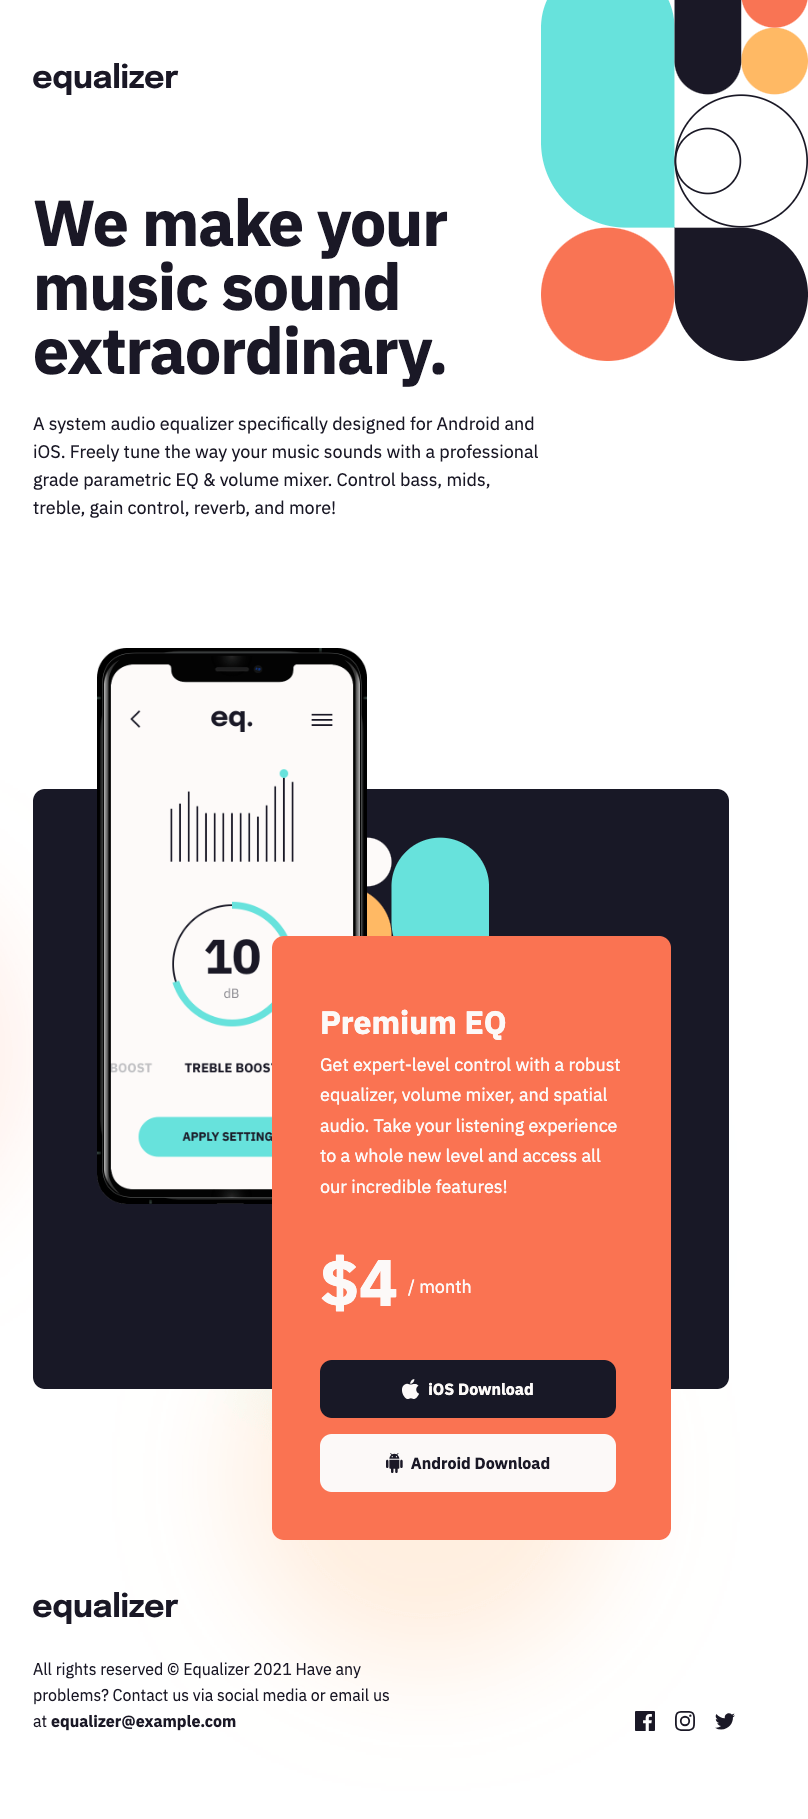 equalizer
We make your
music sound
extraordinary.
A system audio equalizer specifically designed for Android and
iOS. Freely tune the way your music sounds with a professional
grade parametric EQ & volume mixer. Control bass, mids,
treble, gain control, reverb, and more!
eq.
10
dB
BOOST TREBLE BOOST
APPLY SETTING
Premium EQ
Get expert-level control with a robust
equalizer, volume mixer, and spatial
audio. Take your listening experience
to a whole new level and access all
our incredible features!
$4 / month
iOS Download
Android Download
equalizer
All rights reserved © Equalizer 2021 Have any
problems? Contact us via social media or email us
at equalizer@example.com